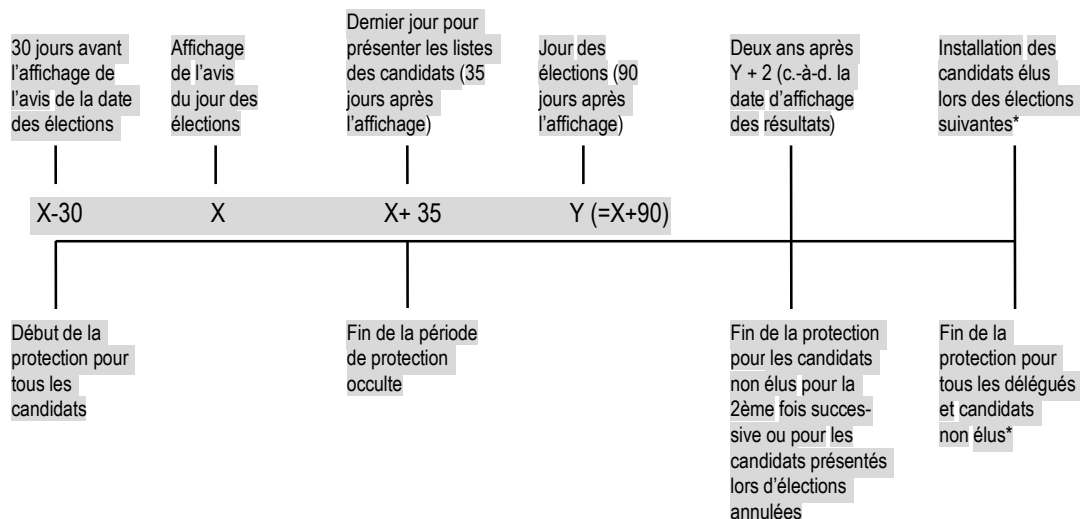 30 jours avant
l'affichage de
l'avis de la date
des élections
Affichage
de l'avis
du jour des
élections
Dernier jour pour
présenter les listes
des candidats (35
jours après
l'affichage)
Jour des
élections (90
jours après
l'affichage)
Deux ans après
Y + 2 (c.-à-d. la
date d'affichage
des résultats)
Installation des
candidats élus
lors des élections
suivantes*
X-30
X
X+ 35
Y (=X+90)
Début de la
protection pour
tous les
candidats
Fin de la période
de protection
occulte
Fin de la protection
pour les candidats
non élus pour la
2ème fois succes-
sive ou pour les
candidats présentés
lors d'élections
annulées
Fin de la
protection pour
tous les délégués
et candidats
non élus*